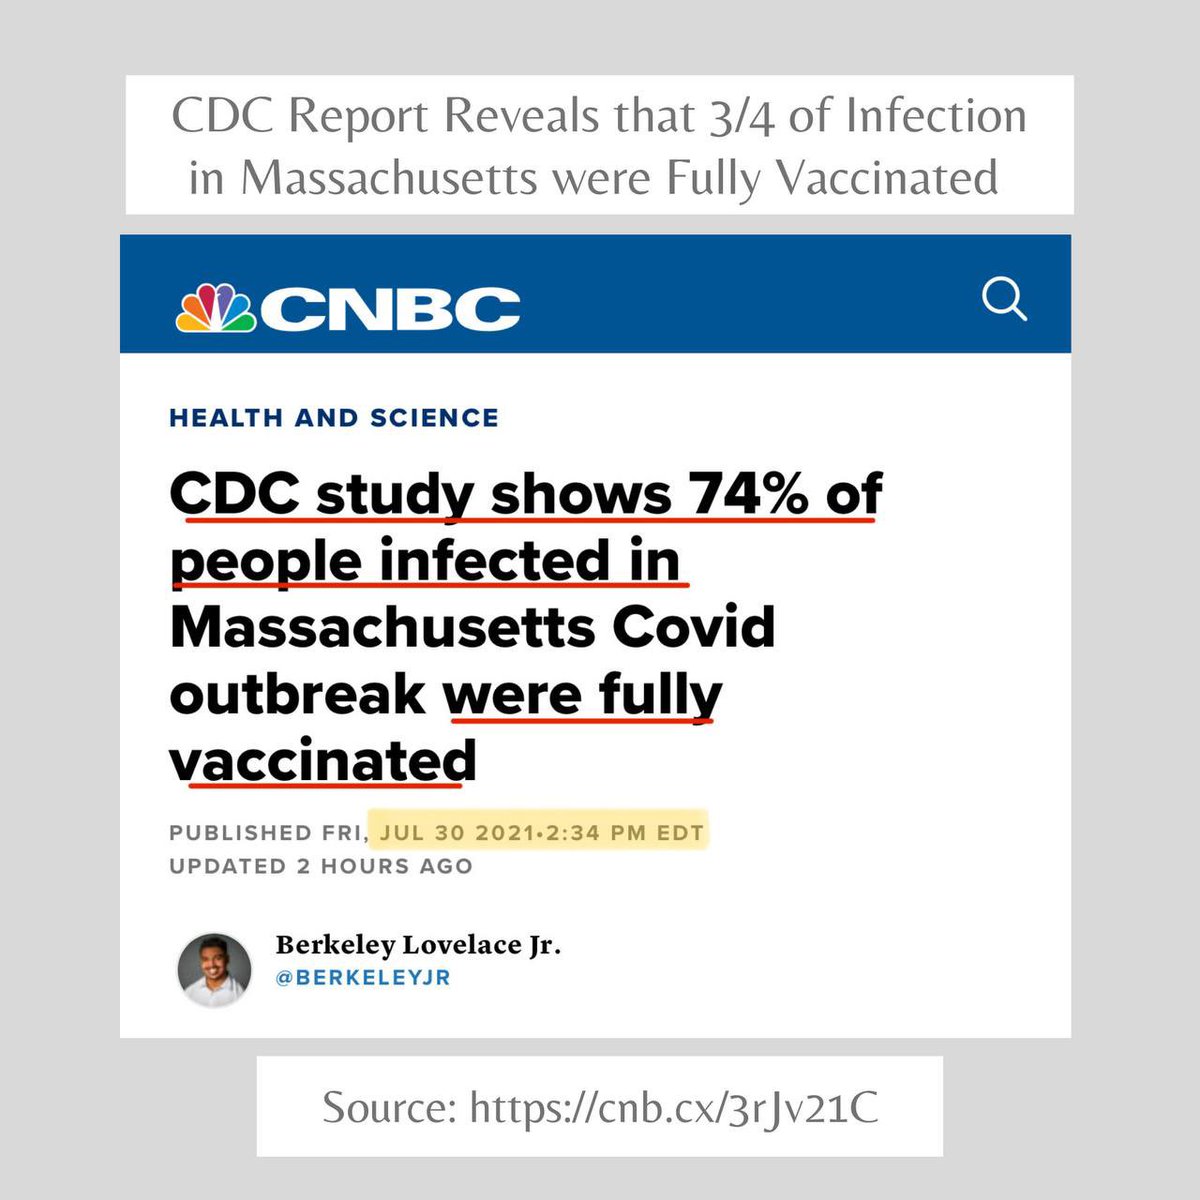 CDC Report Reveals that 3/4 of Infection
in Massachusetts were Fully Vaccinated
CNBC
HEALTH AND SCIENCE
CDC study shows 74% of
people infected in
Massachusetts Covid
outbreak were fully
vaccinated
PUBLISHED FRI, JUL 30 2021•2:34 PM EDT
UPDATED 2 HOURS AGO
Berkeley Lovelace Jr.
@BERKELEYJR
Source: https://cnb.cx/3rJv21C